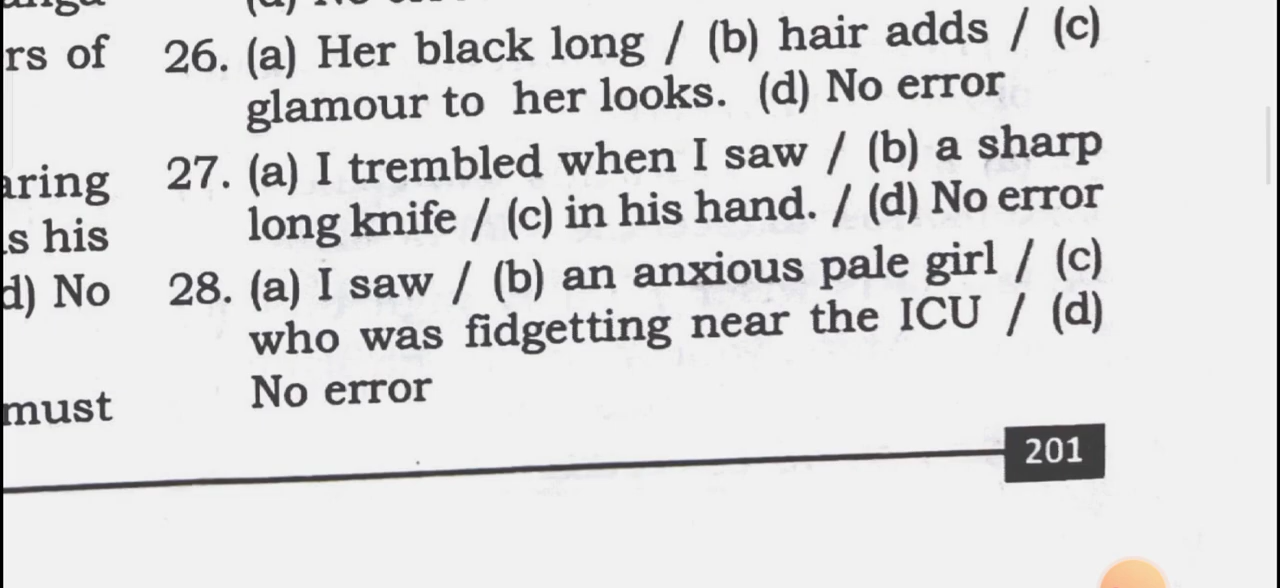 rs of
aring
s his
d) No
must
26. (a) Her black long / (b) hair adds / (c)
glamour to her looks. (d) No error
27. (a) I trembled when I saw / (b) a sharp
long knife / (c) in his hand. / (d) No error
28. (a) I saw / (b) an anxious pale girl / (c)
who was fidgetting near the ICU / (d)
No error
201